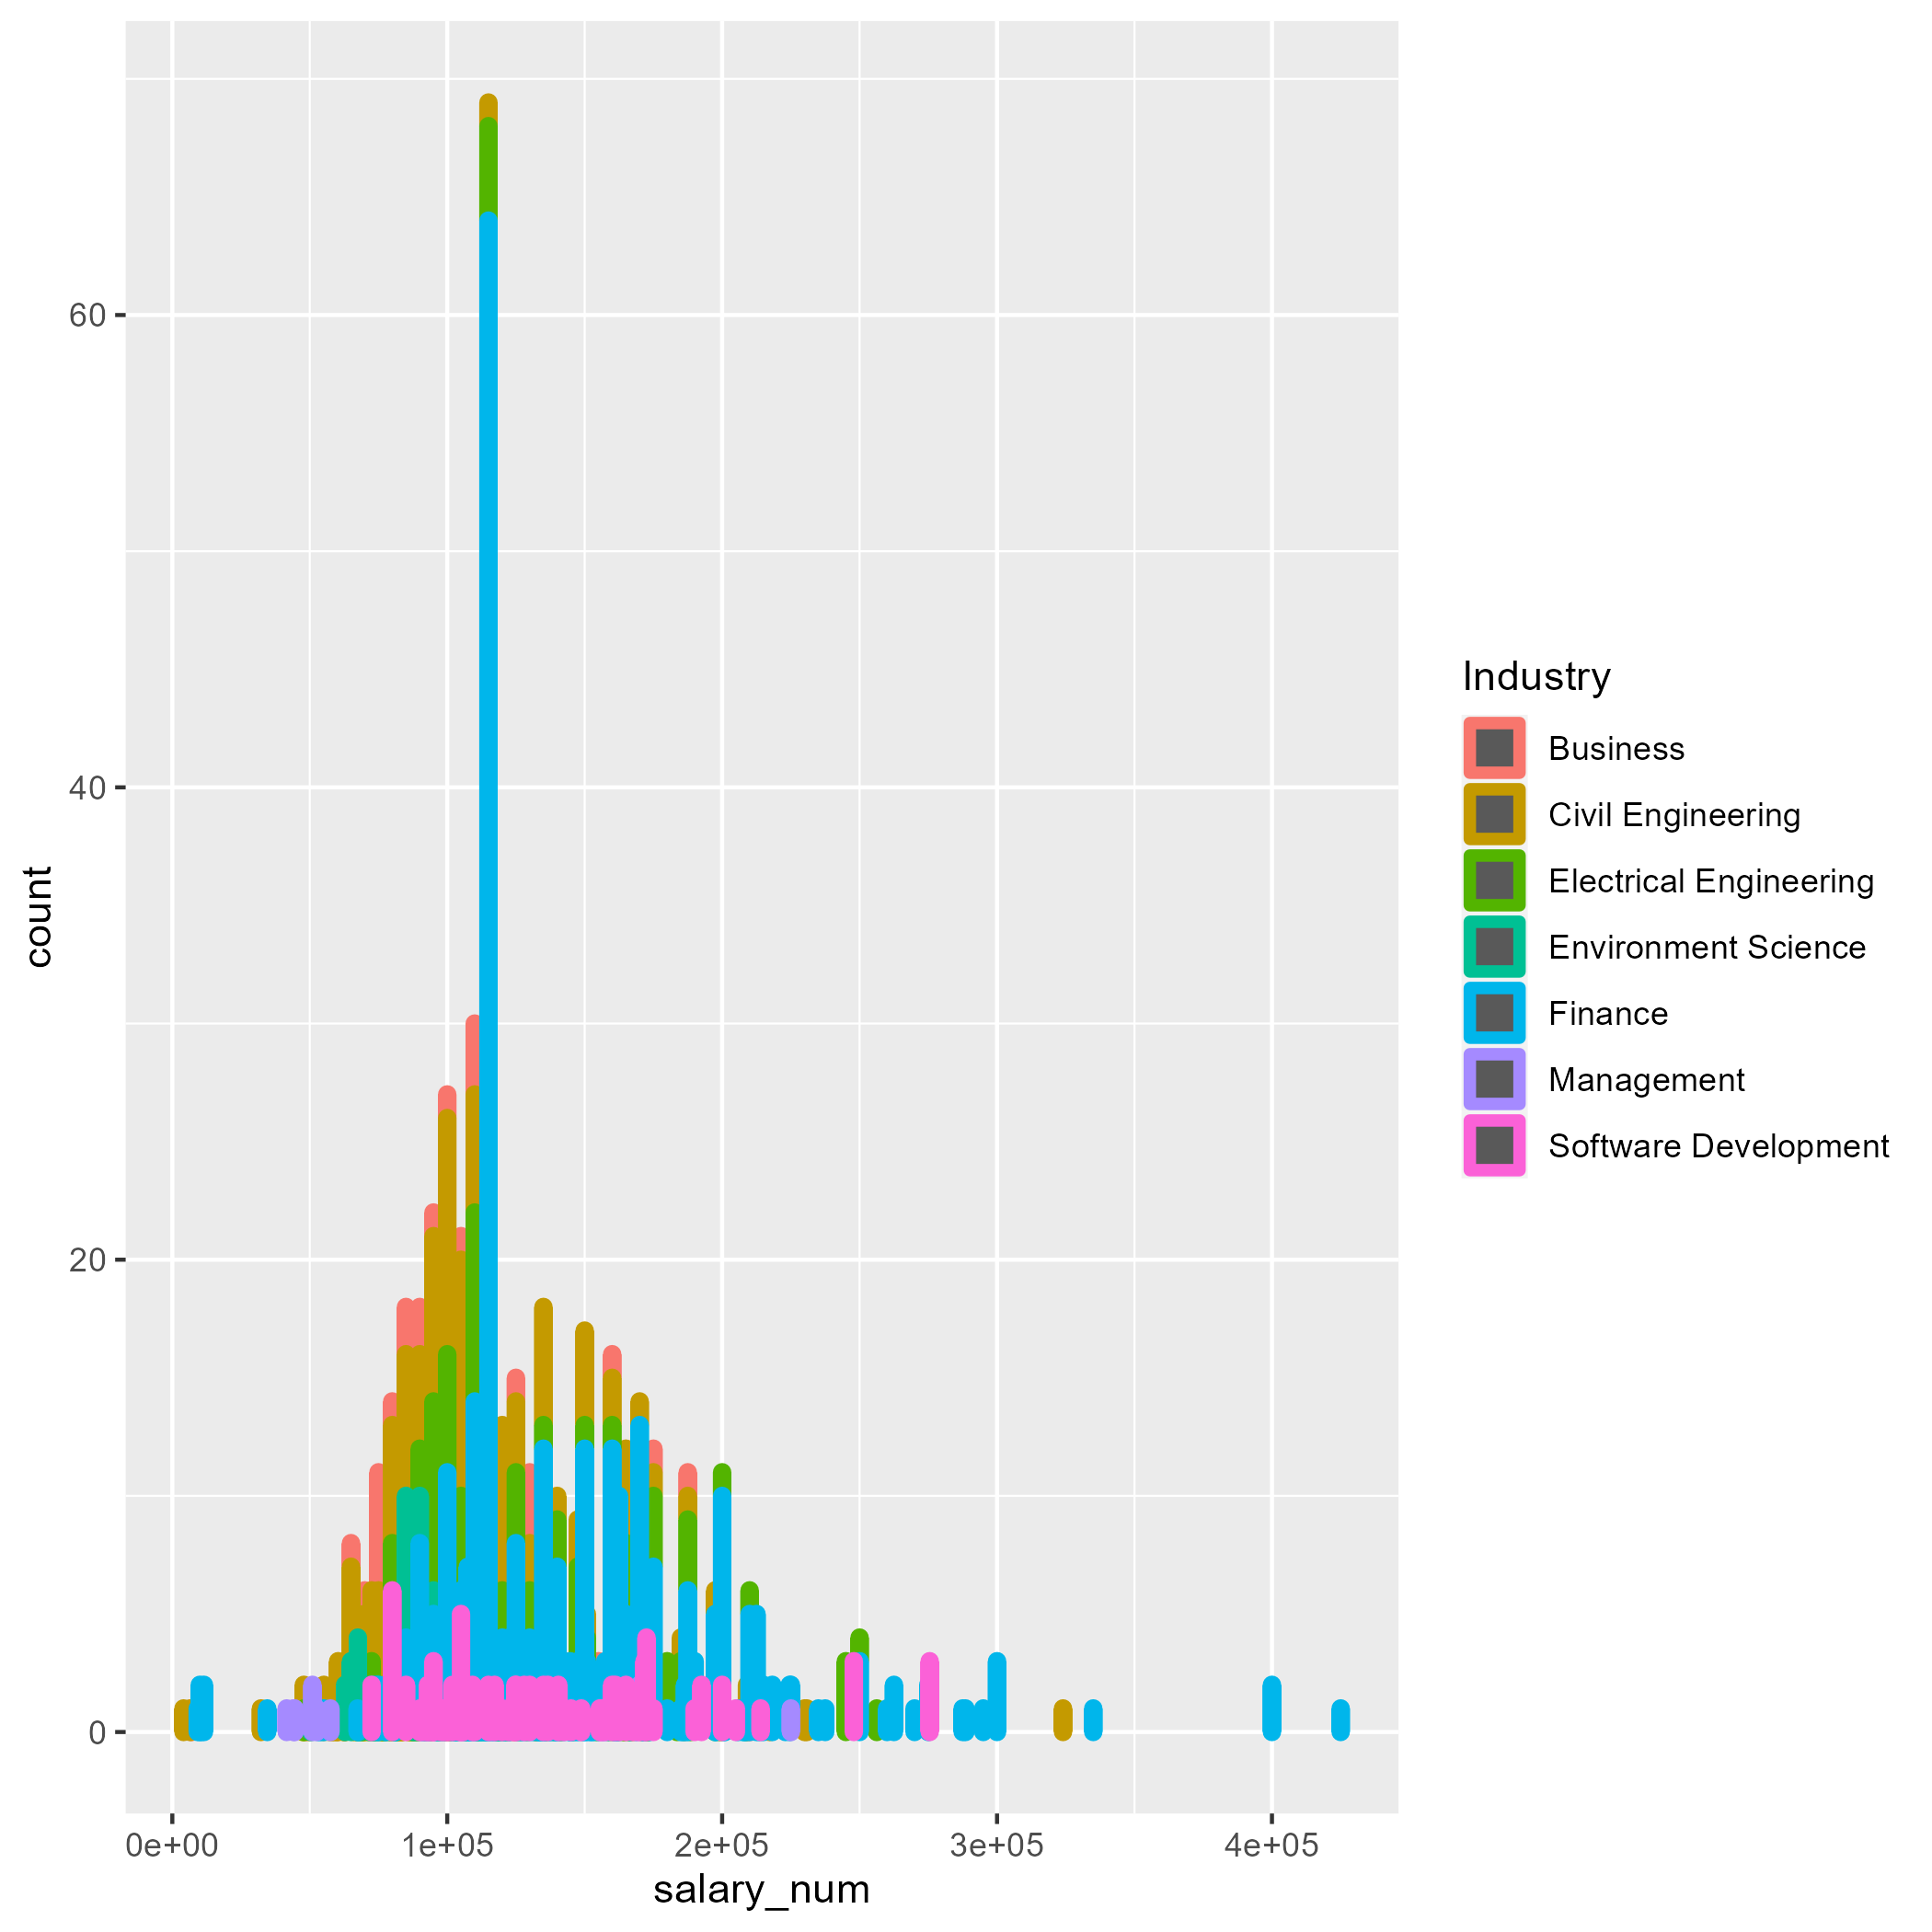 60
40
20
0
count
0e+00 1e+05 2e+05 3e+05 4e+05
salary_num
Industry
Business
Civil Engineering
Electrical Engineering
Environment Science
Finance
Management
Software Development